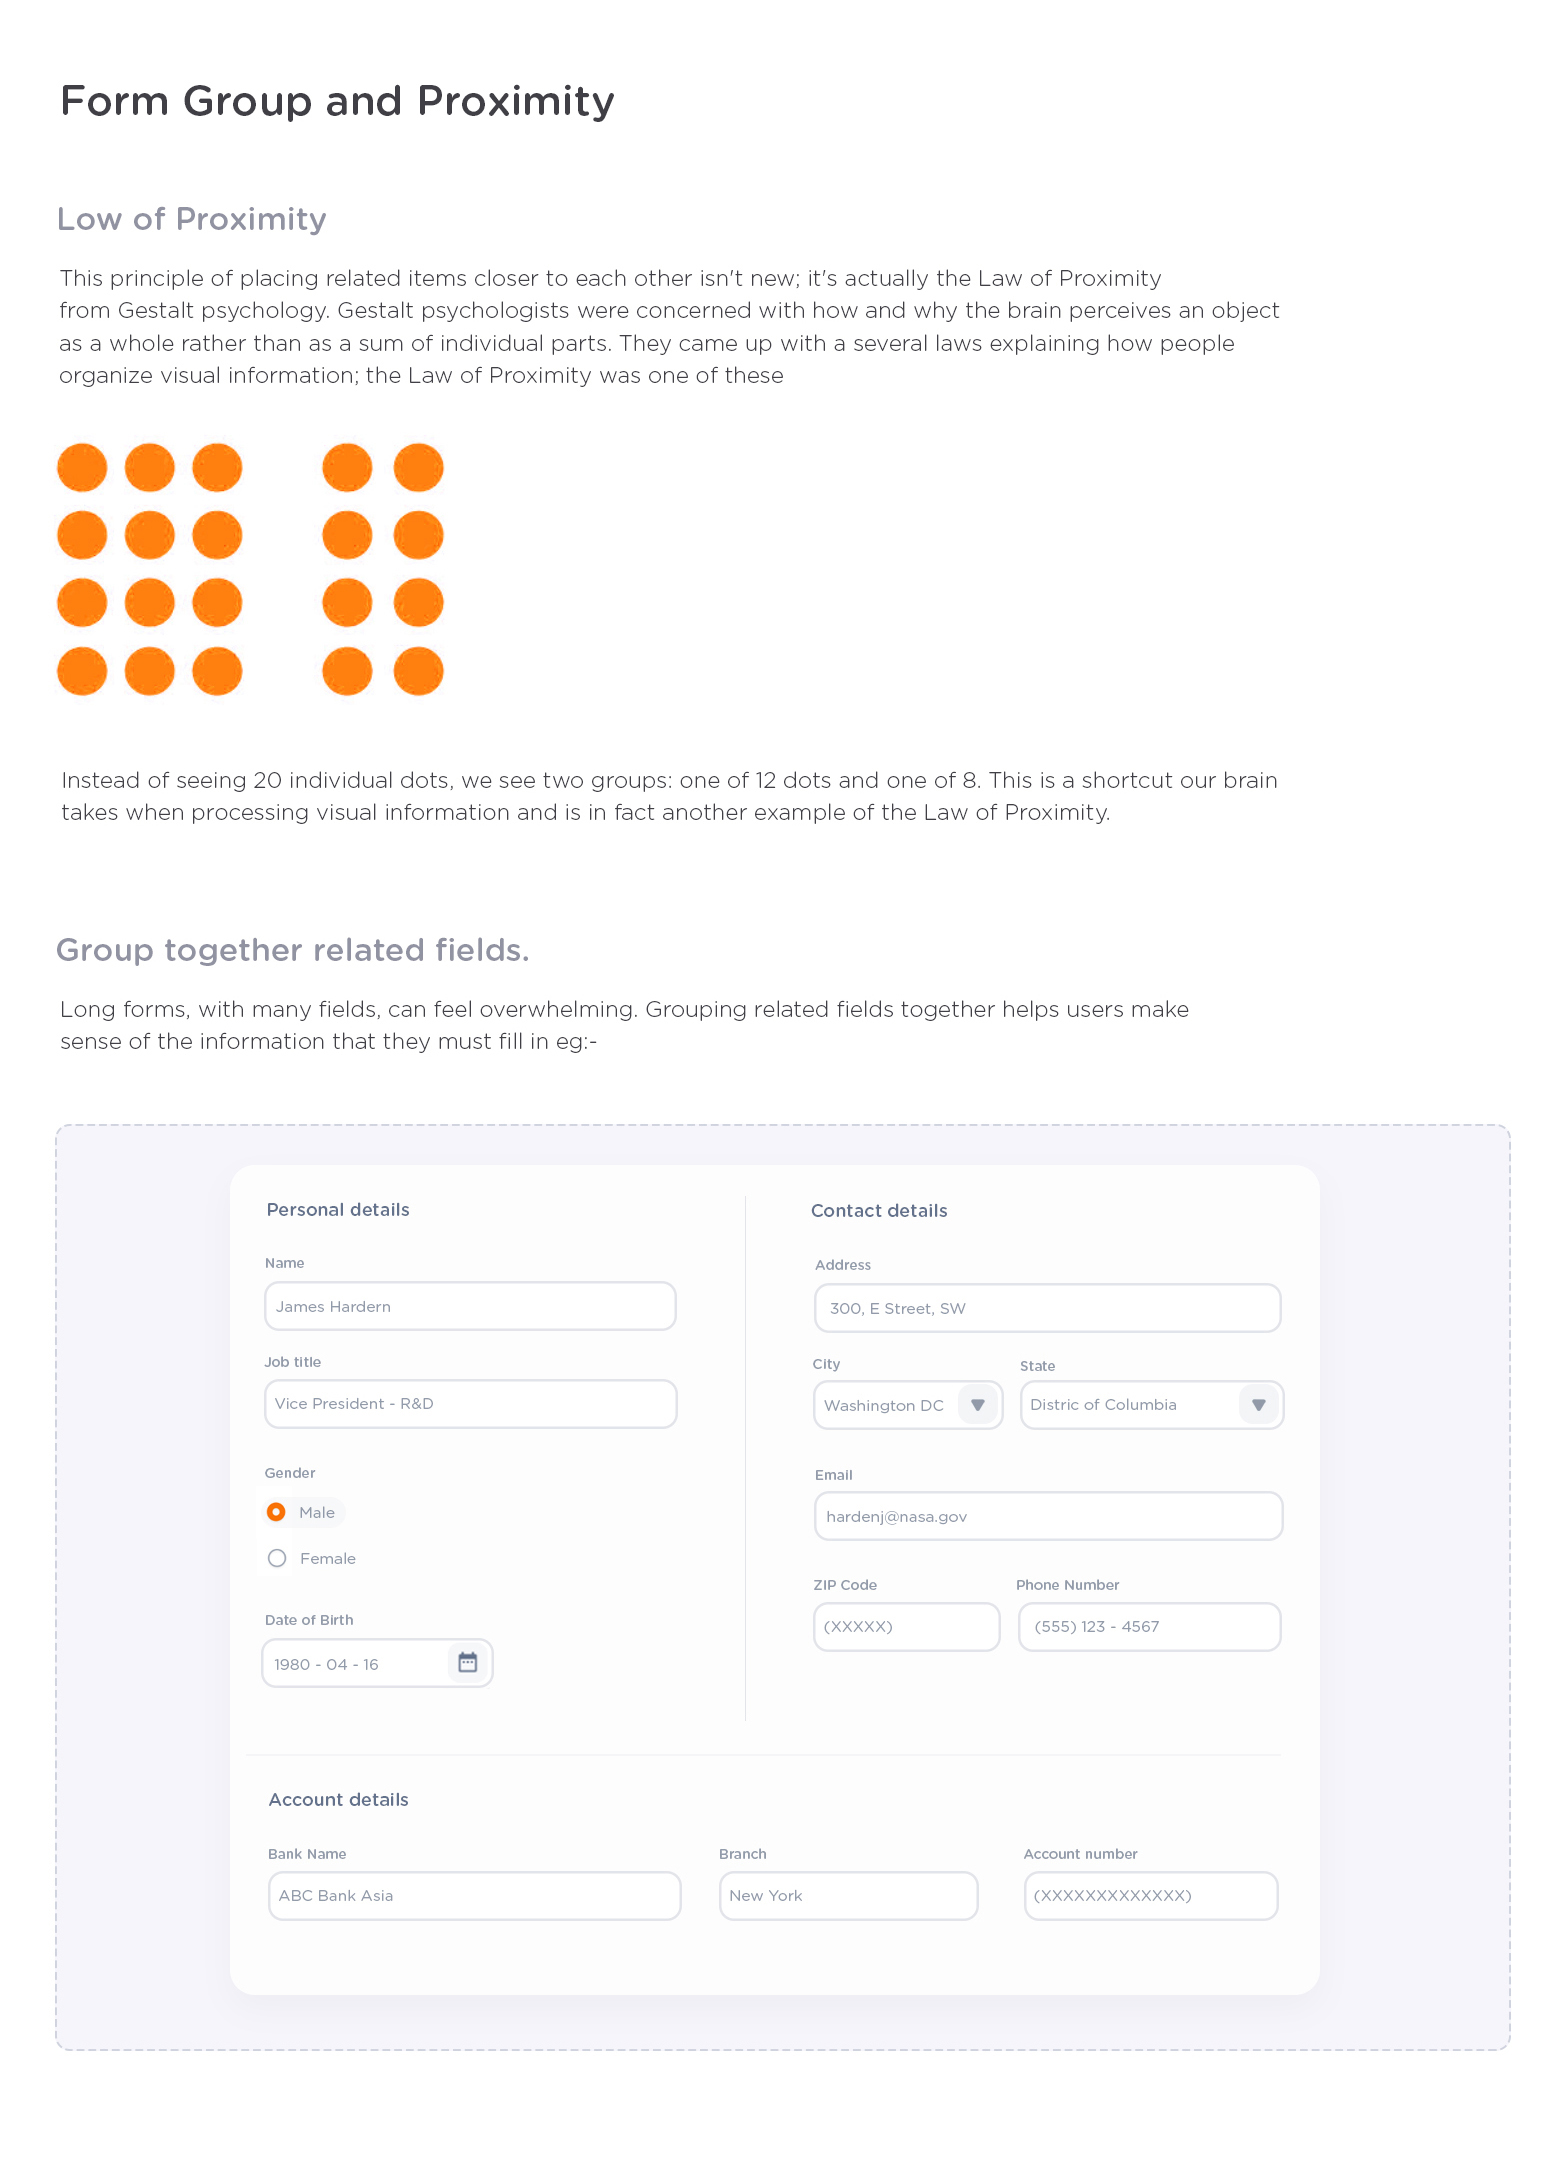 Form Group and Proximity
Low of Proximity
This principle of placing related items closer to each other isn't new; it's actually the Law of Proximity
from Gestalt psychology. Gestalt psychologists were concerned with how and why the brain perceives an object
as a whole rather than as a sum of individual parts. They came up with a several laws explaining how people
organize visual information; the Law of Proximity was one of these
Instead of seeing 20 individual dots, we see two groups: one of 12 dots and one of 8. This is a shortcut our brain
takes when processing visual information and is in fact another example of the Law of Proximity.
Group together related fields.
Long forms, with many fields, can feel overwhelming. Grouping related fields together helps users make
sense of the information that they must fill in eg:-
Personal details
Name
James Hardern
Job title
Vice President - R&D
Gender
Male
Female
Date of Birth
1980 - 04 - 16
Contact details
Address
300, E Street, SW
City
State
Washington DC
Distric of Columbia
Email
hardenj@nasa.gov
ZIP Code
Phone Number
(XXXXX)
(555) 123 - 4567
Account details
Bank Name
Branch
Account number
ABC Bank Asia
New York
(XXXXXXXXXXXXX)